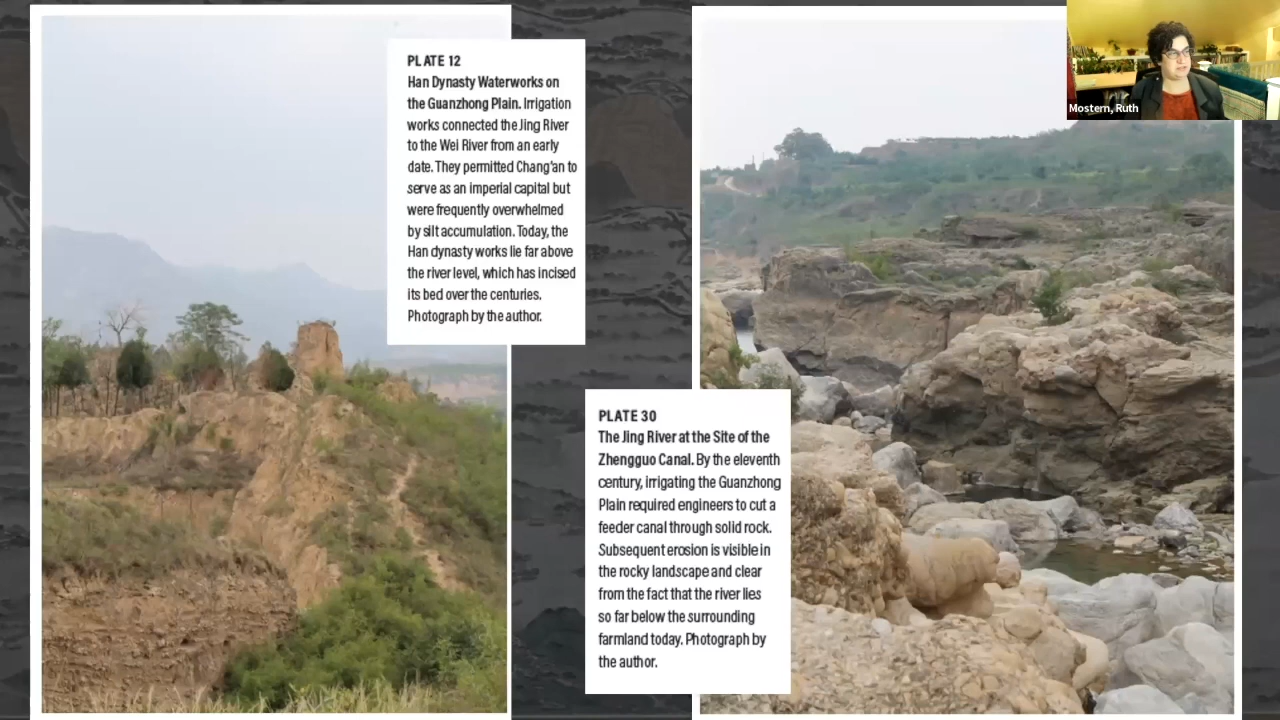 PLATE 12
Han Dynasty Waterworks on
the Guanzhong Plain. Irrigation
works connected the Jing River
to the Wei River from an early
date. They permitted Chang'an to
serve as an imperial capital but
were frequently overwhelmed
by silt accumulation. Today, the
Han dynasty works lie far above
the river level, which has incised
its bed over the centuries.
Photograph by the author.
PLATE 30
The Jing River at the Site of the
Zhengguo Canal. By the eleventh
century, irrigating the Guanzhong
Plain required engineers to cut a
feeder canal through solid rock.
Subsequent erosion is visible in
the rocky landscape and clear
from the fact that the river lies
so far below the surrounding
farmland today. Photograph by
the author.
Mostern, Ruth